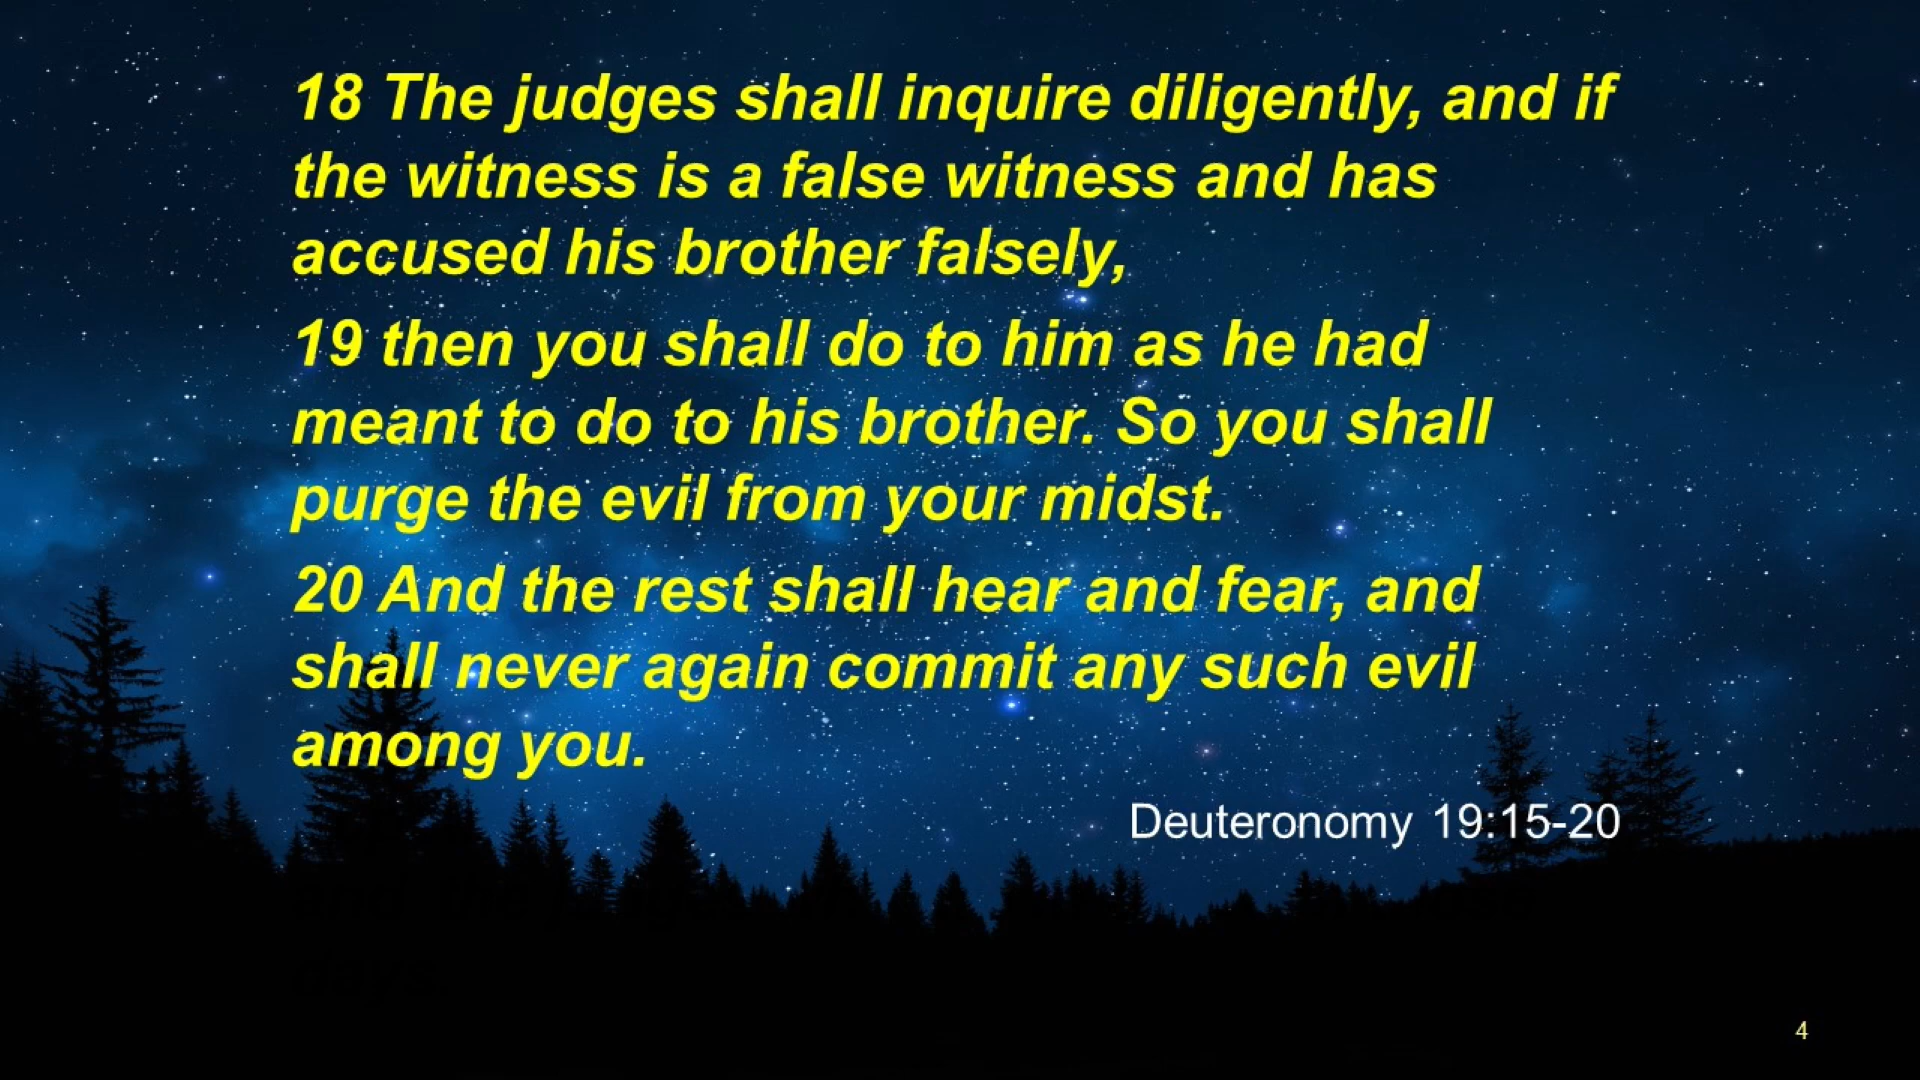 18 The judges shall inquire diligently, and if
the witness is a false witness and has
accused his brother falsely,
19 then you shall do to him as he had
meant to do to his brother. So you shall
purge the evil from your midst.
20 And the rest shall hear and fear, and
shall never again commit any such evil
among you.
Deuteronomy 19:15-20
4